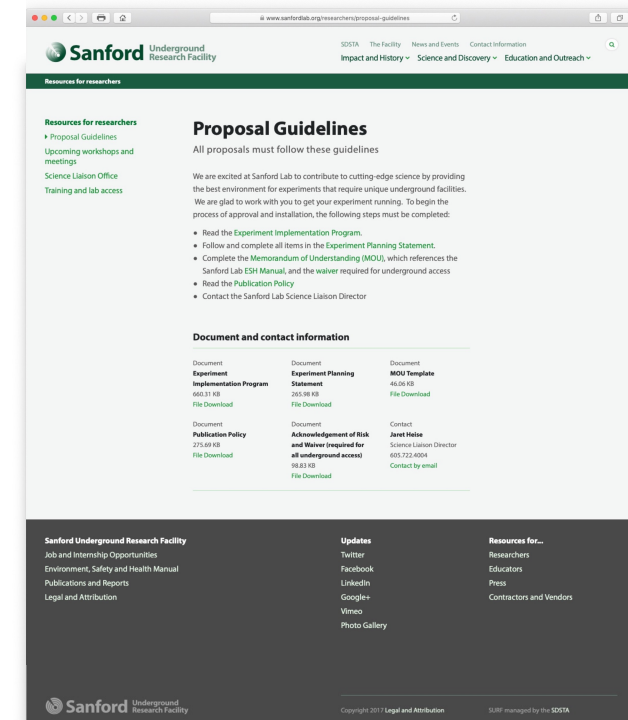 www.sanfordlab.org/researchers/proposal-guidelines
Sanford Underground Research Facility
SDSTA The Facility News and Events Contact Information
Impact and History Science and Discovery Education and Outreach
Resources for researchers
Resources for researchers
Proposal Guidelines
Upcoming workshops and
meetings
Science Liaison Office
Training and lab access
Proposal Guidelines
All proposals must follow these guidelines
We are excited at Sanford Lab to contribute to cutting-edge science by providing
the best environment for experiments that require unique underground facilities.
We are glad to work with you to get your experiment running. To begin the
process of approval and installation, the following steps must be completed:
• Read the Experiment Implementation Program.
• Follow and complete all items in the Experiment Planning Statement.
• Complete the Memorandum of Understanding (MOU), which references the
Sanford Lab ESH Manual, and the waiver required for underground access
• Read the Publication Policy
• Contact the Sanford Lab Science Liaison Director
Document and contact information
Document
Experiment
Implementation Program
660.31 KB
File Download
Document
Experiment Planning
Statement
265.98 KB
File Download
Document
MOU Template
46.06 KB
File Download
Document
Publication Policy
275.69 KB
File Download
Document
Acknowledgement of Risk
and Waiver (required for
all underground access)
98.83 KB
File Download
Contact
Jaret Heise
Science Liaison Director
605.722.4004
Contact by email
Sanford Underground Research Facility
Job and Internship Opportunities
Environment, Safety and Health Manual
Publications and Reports
Legal and Attribution
Updates
Twitter
Facebook
LinkedIn
Google+
Vimeo
Photo Gallery
Resources for...
Researchers
Educators
Press
Contractors and Vendors
Sanford Underground Research Facility
Copyright 2017 Legal and Attribution
SURF managed by the SDSTA